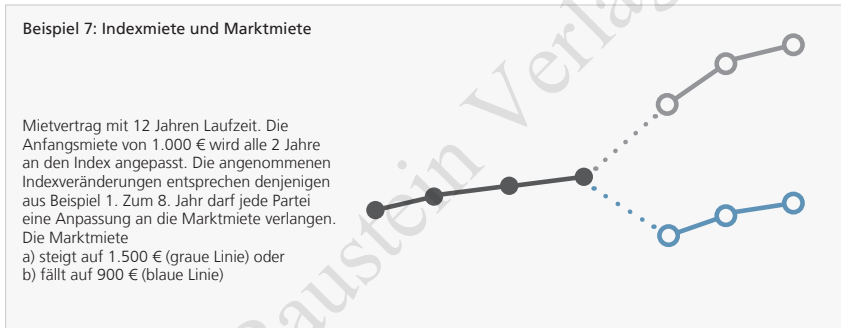 Beispiel 7: Indexmiete und Marktmiete
Mietvertrag mit 12 Jahren Laufzeit. Die
Anfangsmiete von 1.000 € wird alle 2 Jahre
an den Index angepasst. Die angenommenen
Indexveränderungen entsprechen denjenigen
aus Beispiel 1. Zum 8. Jahr darf jede Partei
eine Anpassung an die Marktmiete verlangen.
Die Marktmiete
a) steigt auf 1.500 € (graue Linie) oder
b) fällt auf 900 € (blaue Linie)
Baustein Verlag